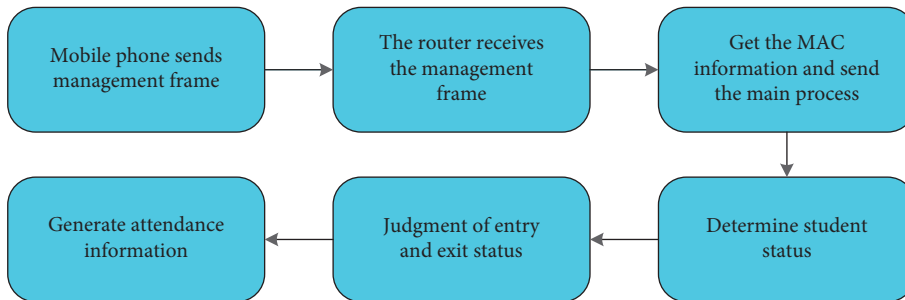 Mobile phone sends
management frame
The router receives
the management
frame
Get the MAC
information and send
the main process
Determine student
status
Judgment of entry
and exit status
Generate attendance
information